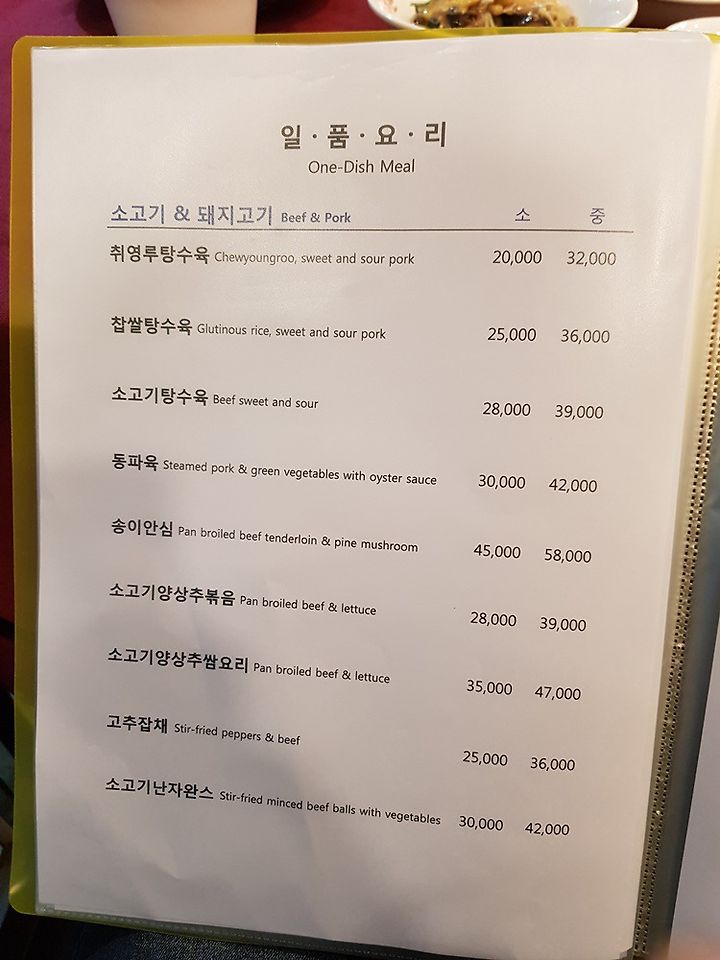 일·품·요·리
One-Dish Meal
소고기 & 돼지고기 Beef & Pork 소 중
취영루탕수육 Chewyoungroo, sweet and sour pork 20,000 32,000
찹쌀탕수육 Glutinous rice, sweet and sour pork 25,000 36,000
소고기탕수육 Beef sweet and sour 28,000 39,000
동파육 Steamed pork & green vegetables with oyster sauce 30,000 42,000
송이안심 Pan broiled beef tenderloin & pine mushroom 45,000 58,000
소고기양상추볶음 Pan broiled beef & lettuce 28,000 39,000
소고기양상추쌈요리 Pan broiled beef & lettuce 35,000 47,000
고추잡채 Stir-fried peppers & beef 25,000 36,000
소고기난자완스 Stir-fried minced beef balls with vegetables 30,000 42,000